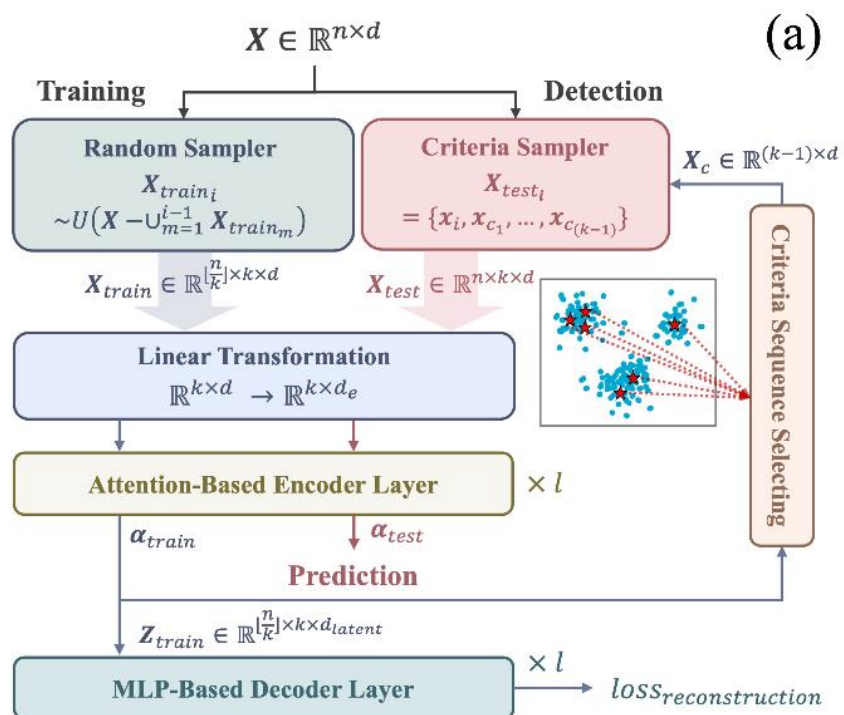 (a)
X ∈ ℝ^{n×d}
Training
Detection
Random Sampler
X_{train_i}
~U(X − ∪_{m=1}^{i−1} X_{train_m})
Criteria Sampler
X_{test_i}
= {x_i, x_{c_1}, …, x_{c_{(k−1)}}}
X_c ∈ ℝ^{(k−1)×d}
X_{train} ∈ ℝ^{⌊n/k⌋×k×d}
X_{test} ∈ ℝ^{n×k×d}
Linear Transformation
ℝ^{k×d} → ℝ^{k×d_e}
Criteria Sequence Selecting
Attention-Based Encoder Layer
× l
α_{train}
α_{test}
Prediction
Z_{train} ∈ ℝ^{⌊n/k⌋×k×d_{latent}}
MLP-Based Decoder Layer
× l
loss_{reconstruction}